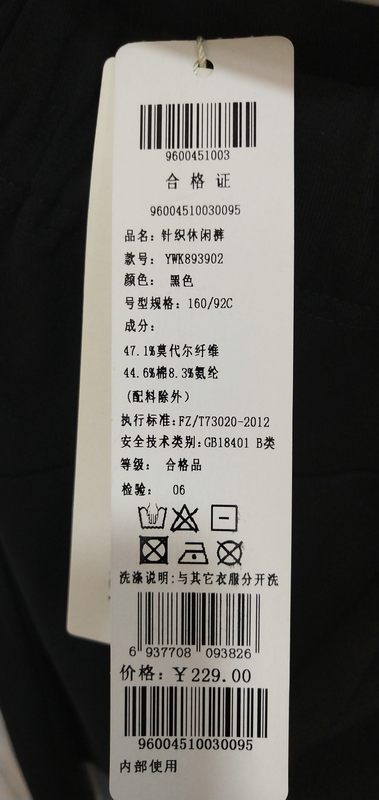 9600451003
合格证
96004510030095
品名：针织休闲裤
款号：YWK893902
颜色： 黑色
号型规格：160/92C
成分：
47.1%莫代尔纤维
44.6%棉8.3%氨纶
(配料除外)
执行标准：FZ/T73020-2012
安全技术类别：GB18401 B类
等级： 合格品
检验： 06
洗涤说明：与其它衣服分开洗
6 937708 093826
价格：￥229.00
96004510030095
内部使用